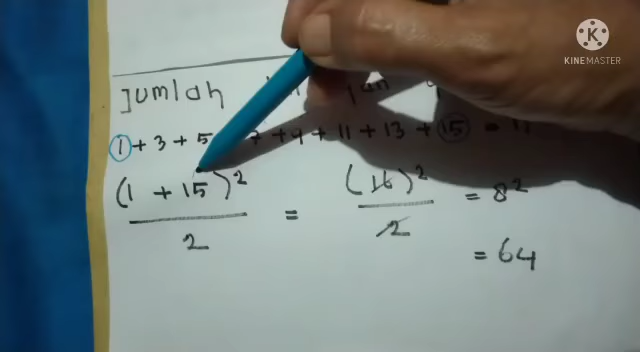 KINEMASTER
Jumlah
1 + 3 + 5 7 + 9 + 11 + 13 + 15 =
(1 + 15)² / 2 = (16)² / 2 = 8²
= 64